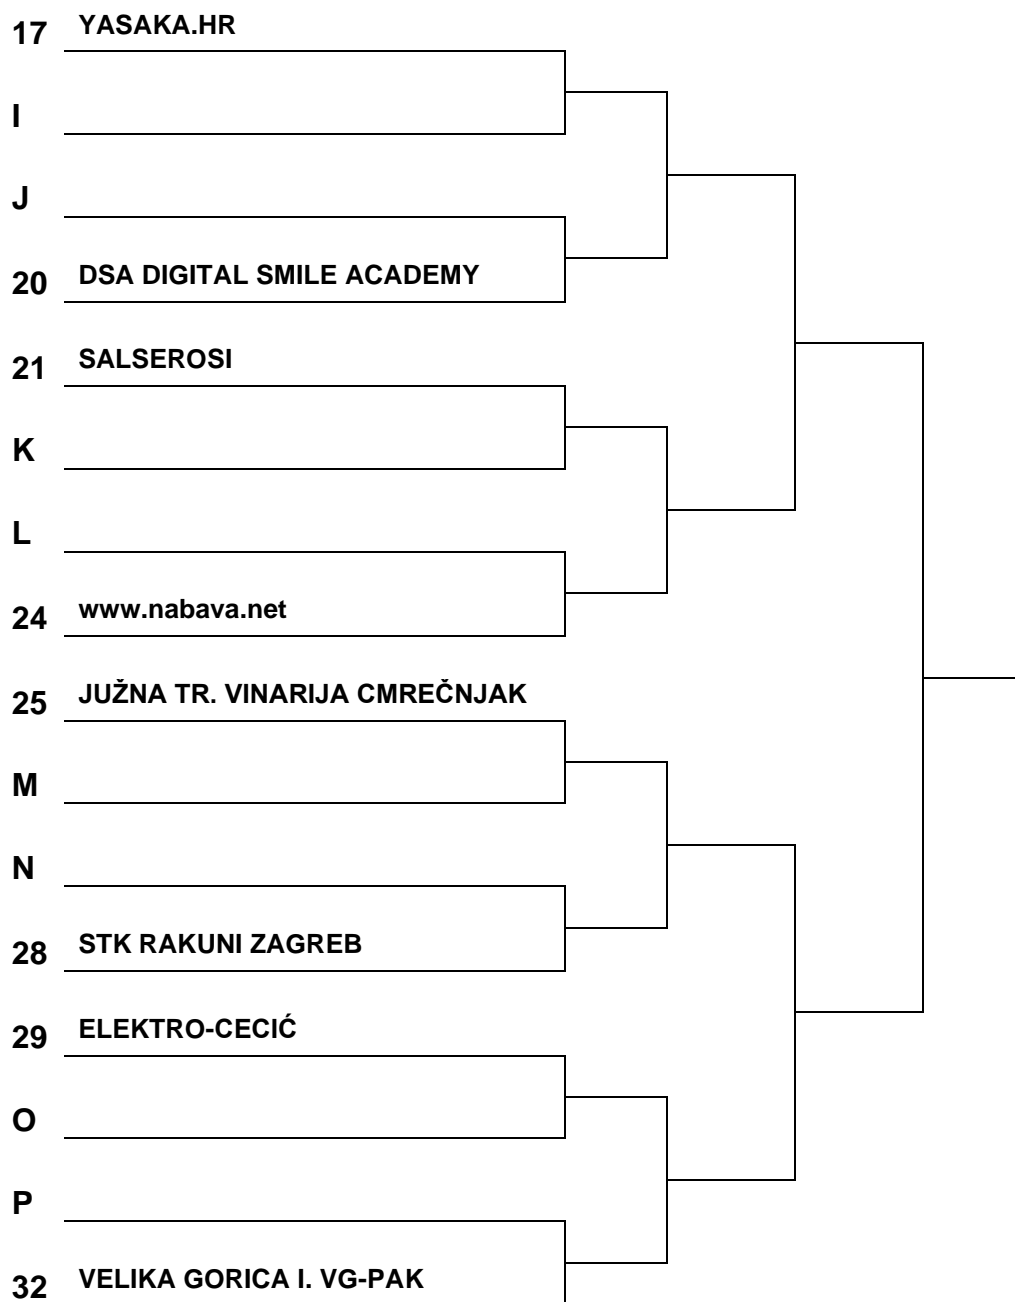 17 YASAKA.HR
I
J
20 DSA DIGITAL SMILE ACADEMY
21 SALSEROSI
K
L
24 www.nabava.net
25 JUŽNA TR. VINARIJA CMREČNJAK
M
N
28 STK RAKUNI ZAGREB
29 ELEKTRO-CECIĆ
O
P
32 VELIKA GORICA I. VG-PAK